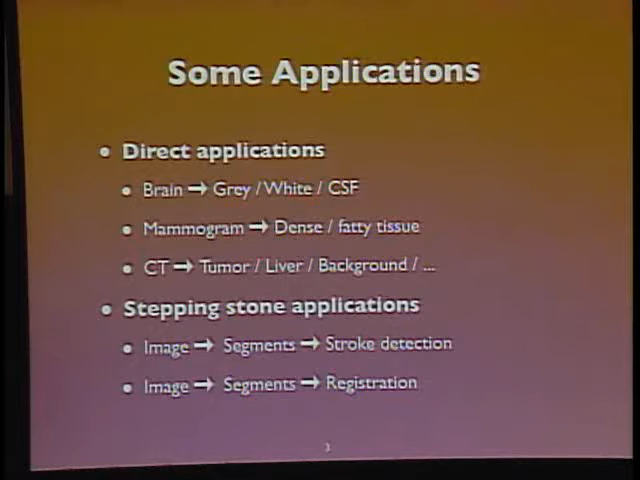 Some Applications
• Direct applications
• Brain → Grey / White / CSF
• Mammogram → Dense / fatty tissue
• CT → Tumor / Liver / Background / ...
• Stepping stone applications
• Image → Segments → Stroke detection
• Image → Segments → Registration
3